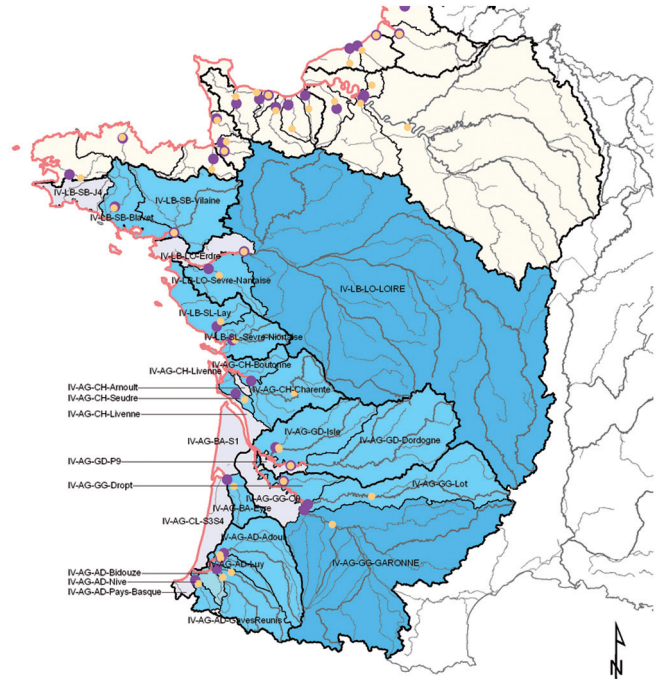 IV-LB-SB-J4
IV-LB-SB-Vilaine
IV-LB-SB-Blavet
IV-LB-LO-Erdre
IV-LB-LO-Sèvre-Nantaise
IV-LB-LO-LOIRE
IV-LB-SL-Lay
IV-LB-SL-Sèvre-Niortaise
IV-AG-CH-Boutonne
IV-AG-CH-Livenne
IV-AG-CH-Arnoult
IV-AG-CH-Charente
IV-AG-CH-Seudre
IV-AG-CH-Livenne
IV-AG-GD-Isle
IV-AG-BA-S1
IV-AG-GD-Dordogne
IV-AG-GD-P9
IV-AG-GG-Dropt
IV-AG-GG-Lot
IV-AG-BA-Eyre
IV-AG-CL-S3S4
IV-AG-AD-Adour
IV-AG-GG-GARONNE
IV-AG-AD-Luy
IV-AG-AD-Bidouze
IV-AG-AD-Nive
IV-AG-AD-Pays-Basque
IV-AG-AD-GavesReunis
N